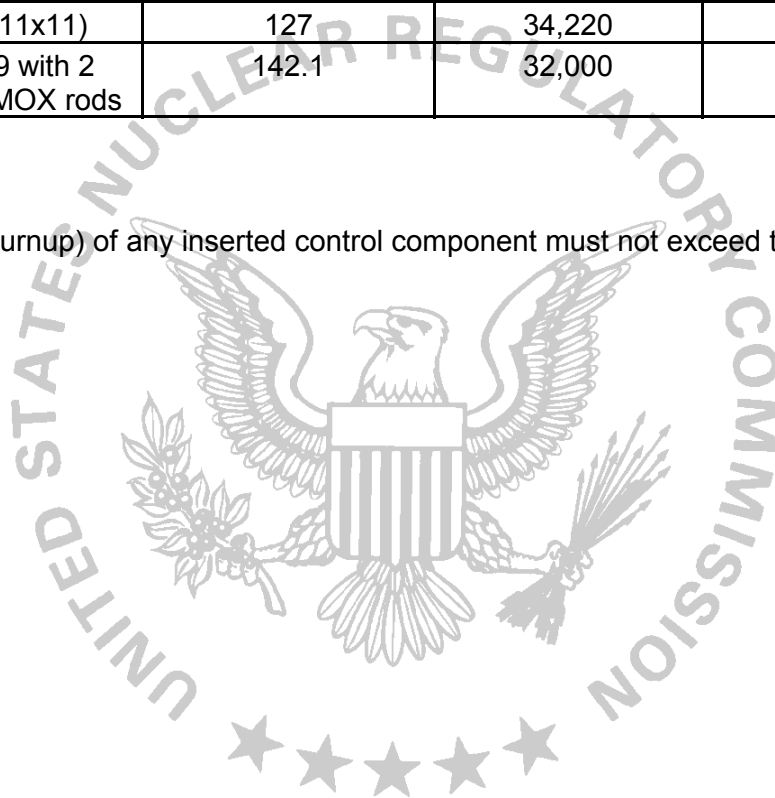 11x11) 127 34,220
9 with 2 142.1 32,000
MOX rods
urnup) of any inserted control component must not exceed t
UNITED STATES NUCLEAR REGULATORY COMMISSION